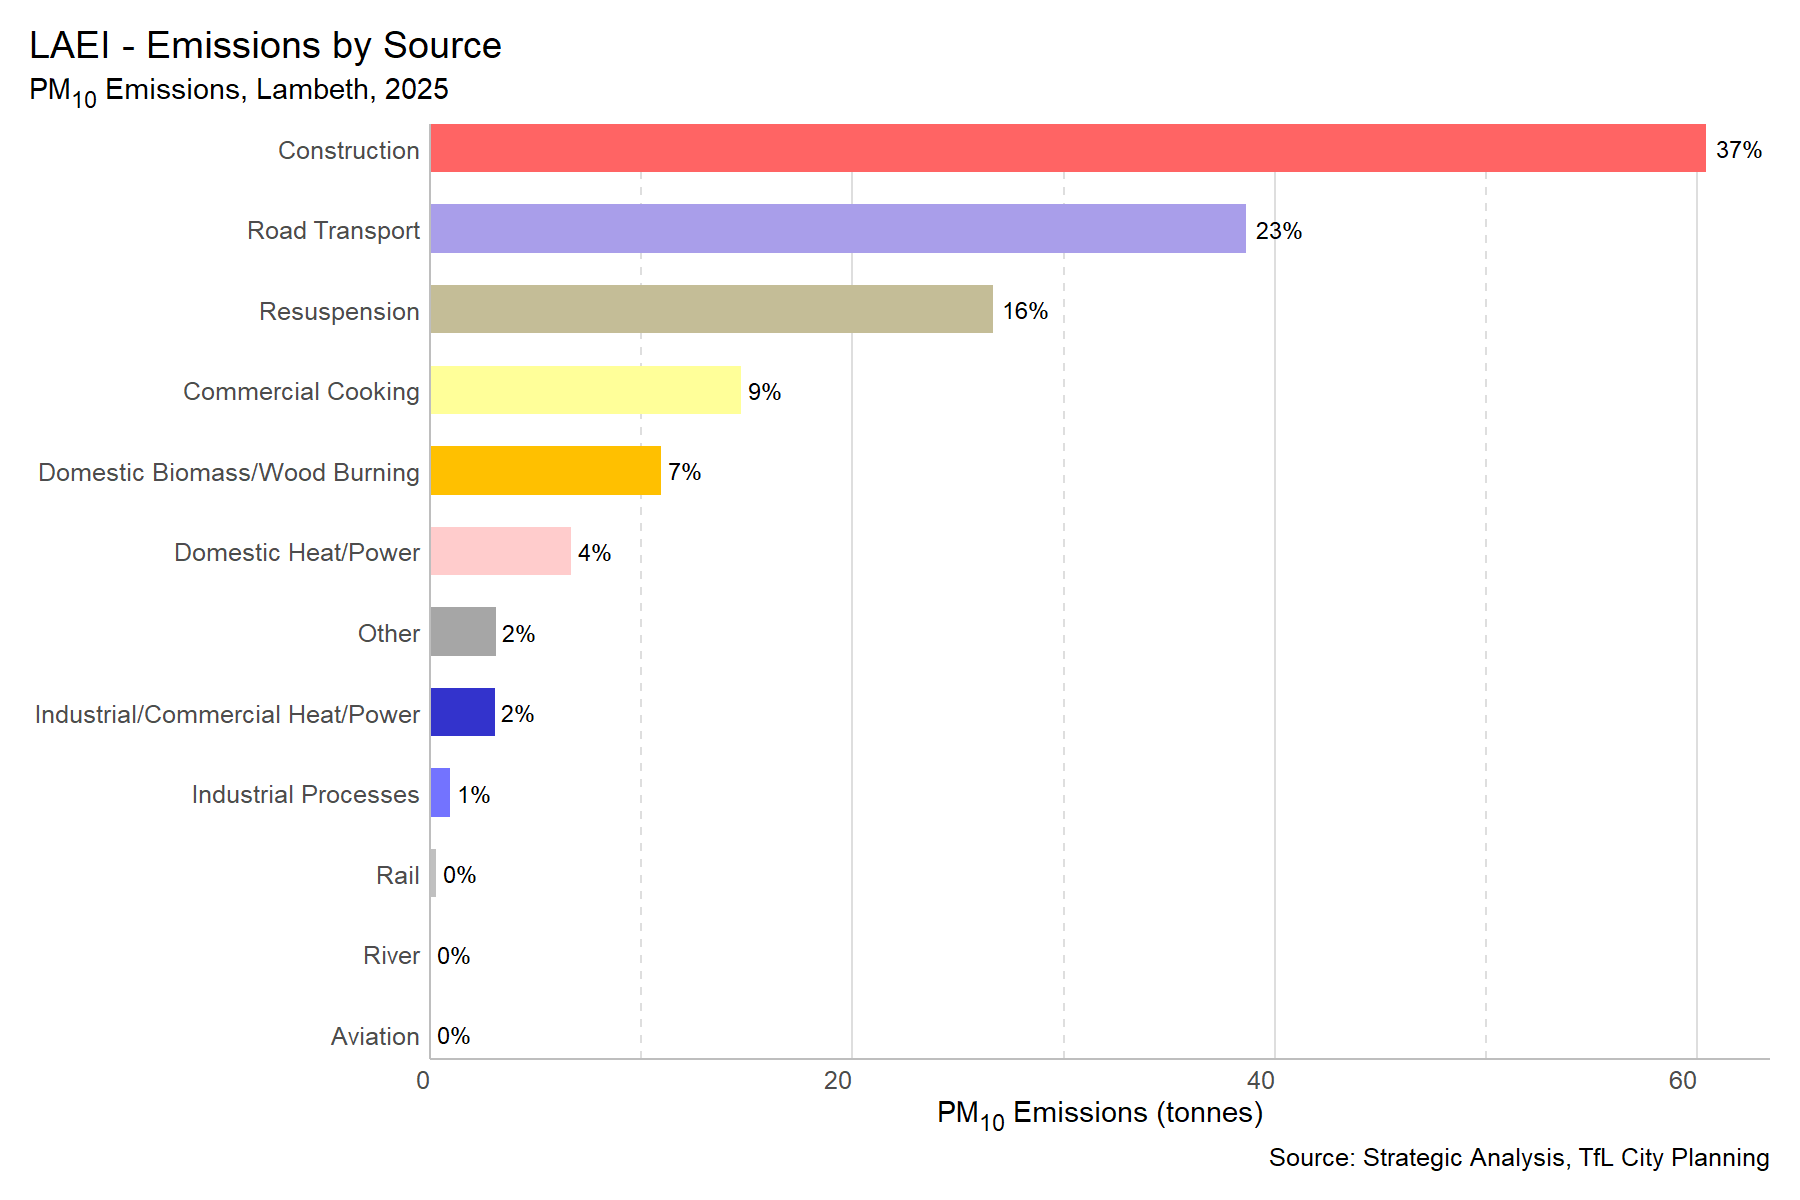 LAEI - Emissions by Source
PM10 Emissions, Lambeth, 2025
Construction 37%
Road Transport 23%
Resuspension 16%
Commercial Cooking 9%
Domestic Biomass/Wood Burning 7%
Domestic Heat/Power 4%
Other 2%
Industrial/Commercial Heat/Power 2%
Industrial Processes 1%
Rail 0%
River 0%
Aviation 0%
0 20 40 60
PM10 Emissions (tonnes)
Source: Strategic Analysis, TfL City Planning